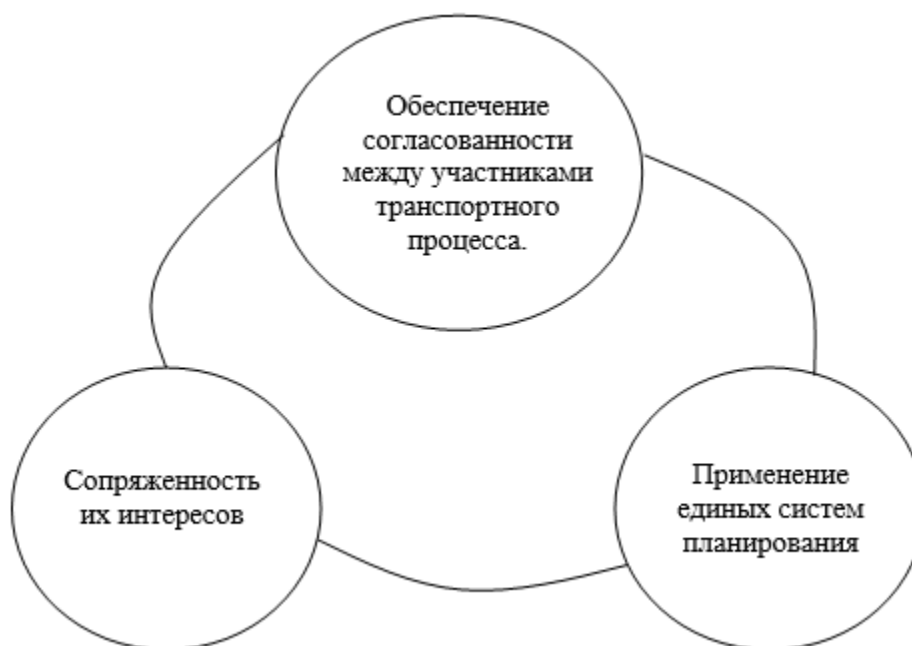 Обеспечение
согласованности
между участниками
транспортного
процесса.
Сопряженность
их интересов
Применение
единых систем
планирования